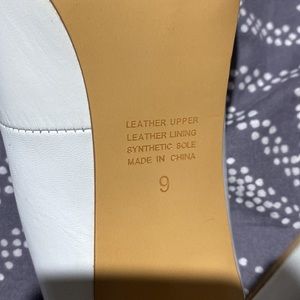 LEATHER UPPER
LEATHER LINING
SYNTHETIC SOLE
MADE IN CHINA
9